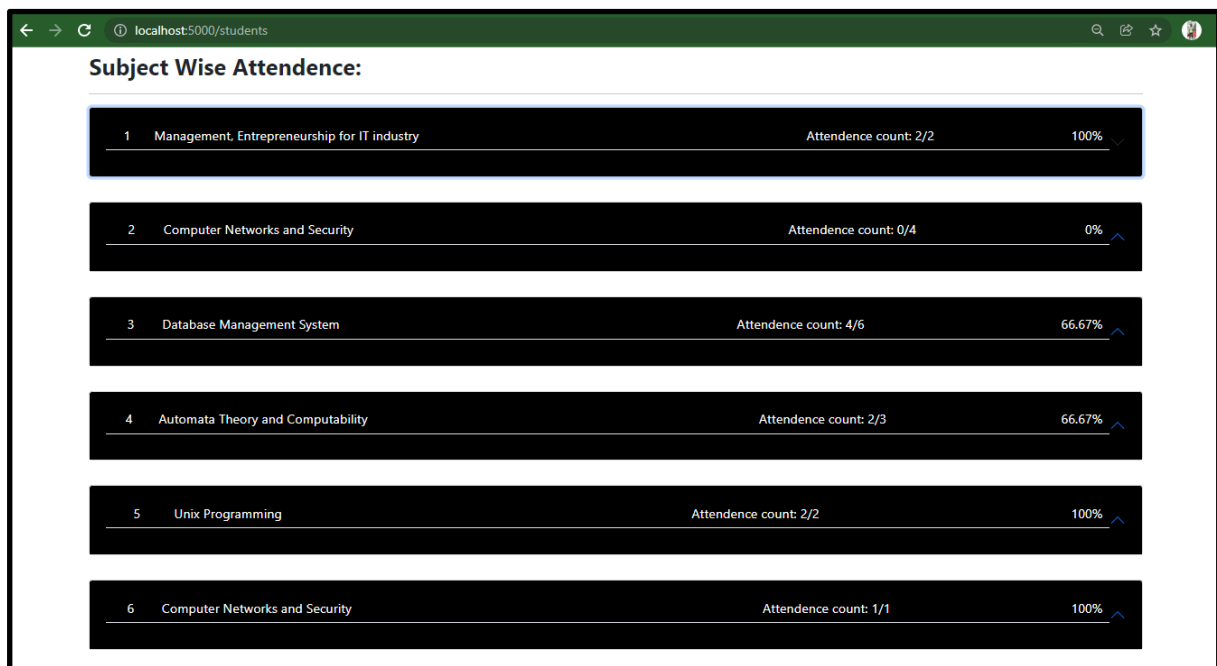 localhost:5000/students
Subject Wise Attendence:
1 Management, Entrepreneurship for IT industry Attendence count: 2/2 100%
2 Computer Networks and Security Attendence count: 0/4 0%
3 Database Management System Attendence count: 4/6 66.67%
4 Automata Theory and Computability Attendence count: 2/3 66.67%
5 Unix Programming Attendence count: 2/2 100%
6 Computer Networks and Security Attendence count: 1/1 100%